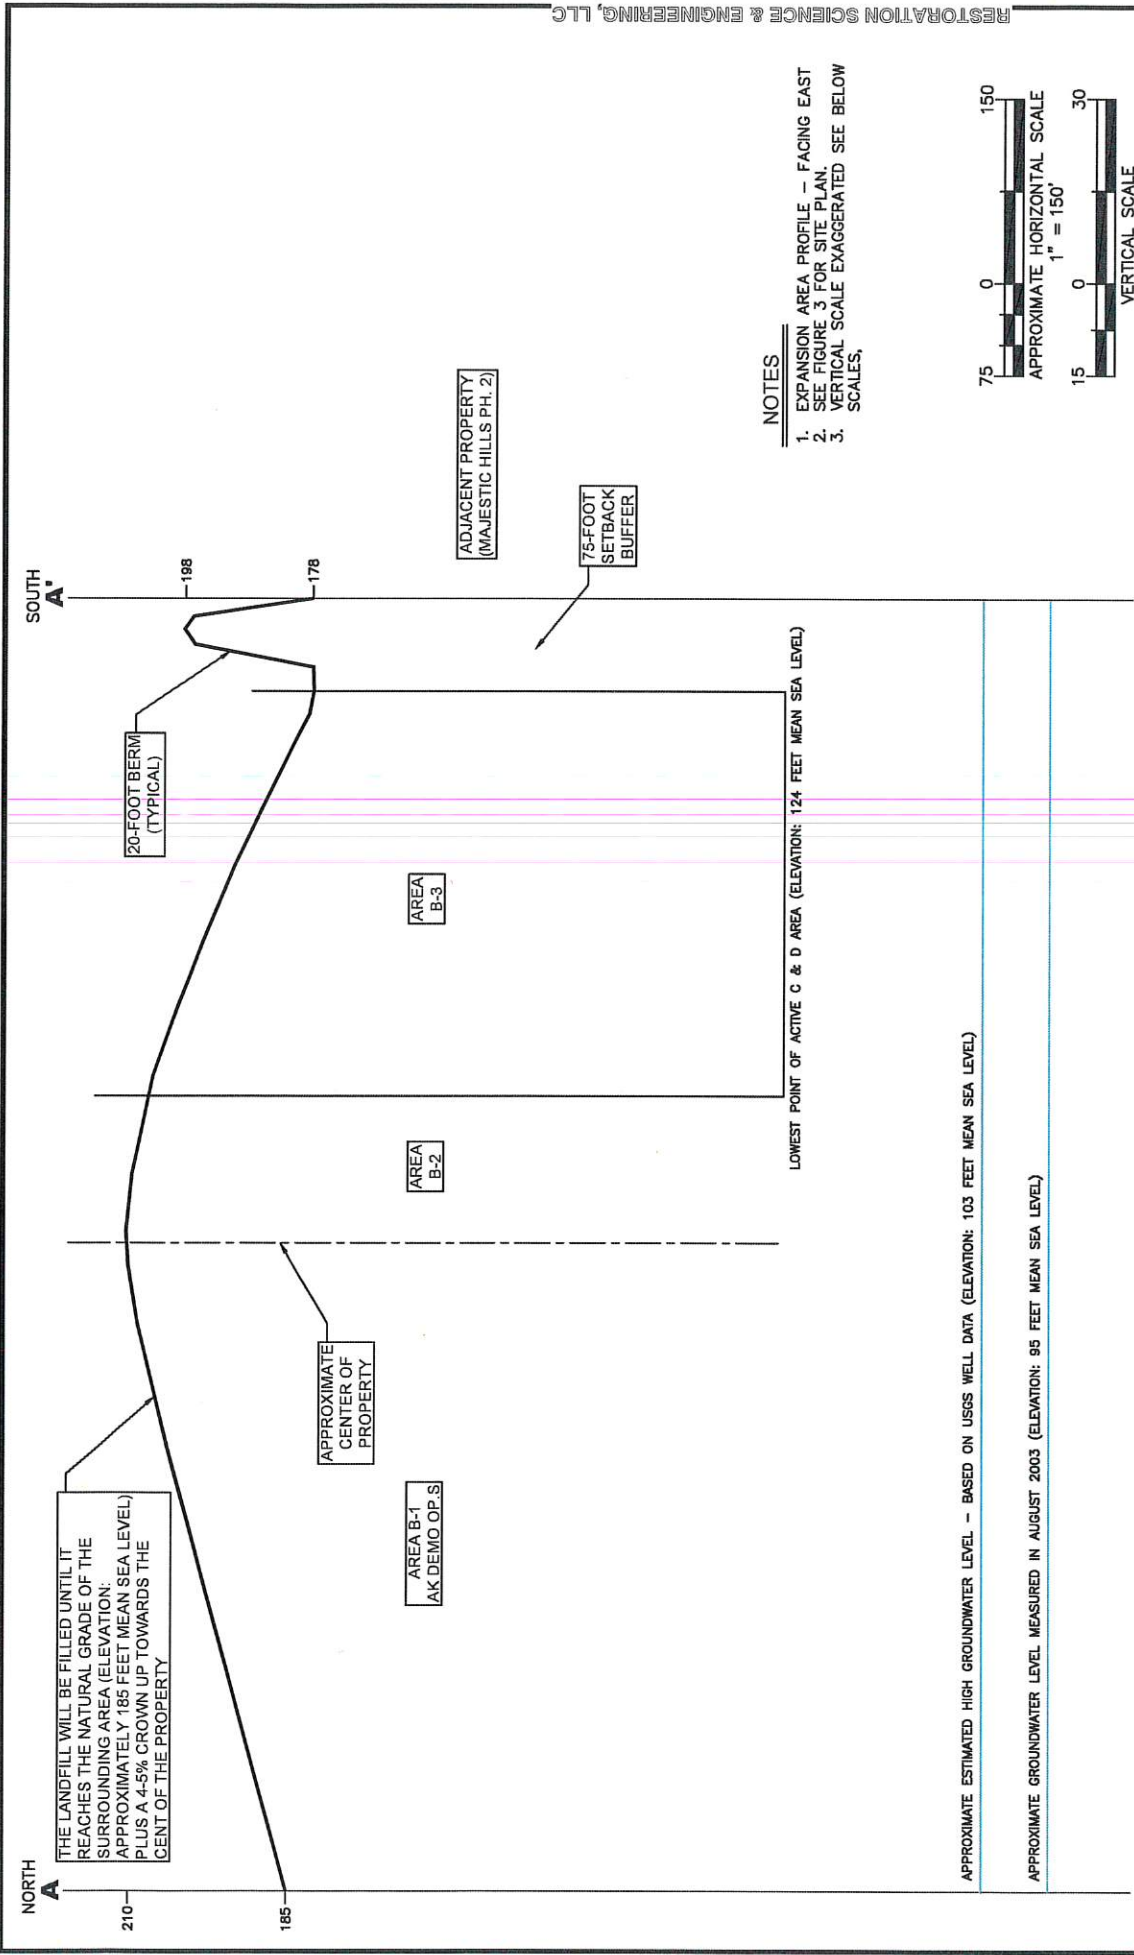 RESTORATION SCIENCE & ENGINEERING, LLC
NORTH
A
210
185
THE LANDFILL WILL BE FILLED UNTIL IT
REACHES THE NATURAL GRADE OF THE
SURROUNDING AREA (ELEVATION:
APPROXIMATELY 185 FEET MEAN SEA LEVEL)
PLUS A 4-5% CROWN UP TOWARDS THE
CENT OF THE PROPERTY
APPROXIMATE
CENTER OF
PROPERTY
AREA B-1
AK DEMO OP.S
AREA
B-2
AREA
B-3
20-FOOT BERM
(TYPICAL)
SOUTH
A'
198
178
ADJACENT PROPERTY
(MAJESTIC HILLS PH. 2)
75-FOOT
SETBACK
BUFFER
LOWEST POINT OF ACTIVE C & D AREA (ELEVATION: 124 FEET MEAN SEA LEVEL)
APPROXIMATE ESTIMATED HIGH GROUNDWATER LEVEL – BASED ON USGS WELL DATA (ELEVATION: 103 FEET MEAN SEA LEVEL)
APPROXIMATE GROUNDWATER LEVEL MEASURED IN AUGUST 2003 (ELEVATION: 95 FEET MEAN SEA LEVEL)
NOTES
1. EXPANSION AREA PROFILE – FACING EAST
2. SEE FIGURE 3 FOR SITE PLAN.
3. VERTICAL SCALE EXAGGERATED SEE BELOW
SCALES,
75 0 150
APPROXIMATE HORIZONTAL SCALE
1" = 150'
15 0 30
VERTICAL SCALE